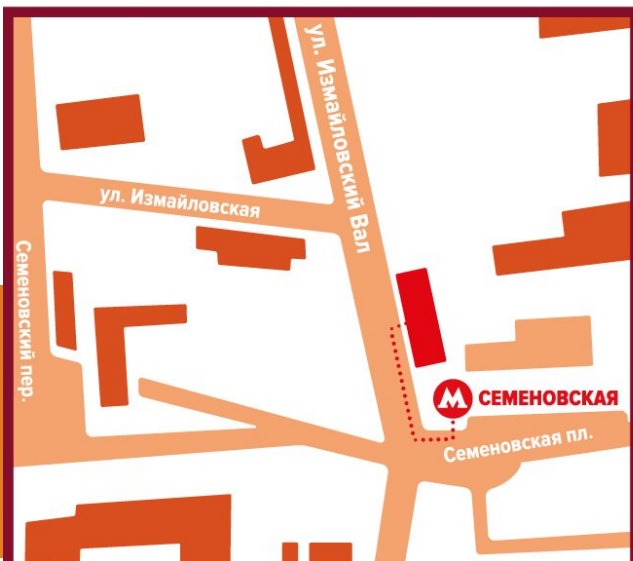 ул. Измайловский Вал
ул. Измайловская
Семеновский пер.
М СЕМЕНОВСКАЯ
Семеновская пл.